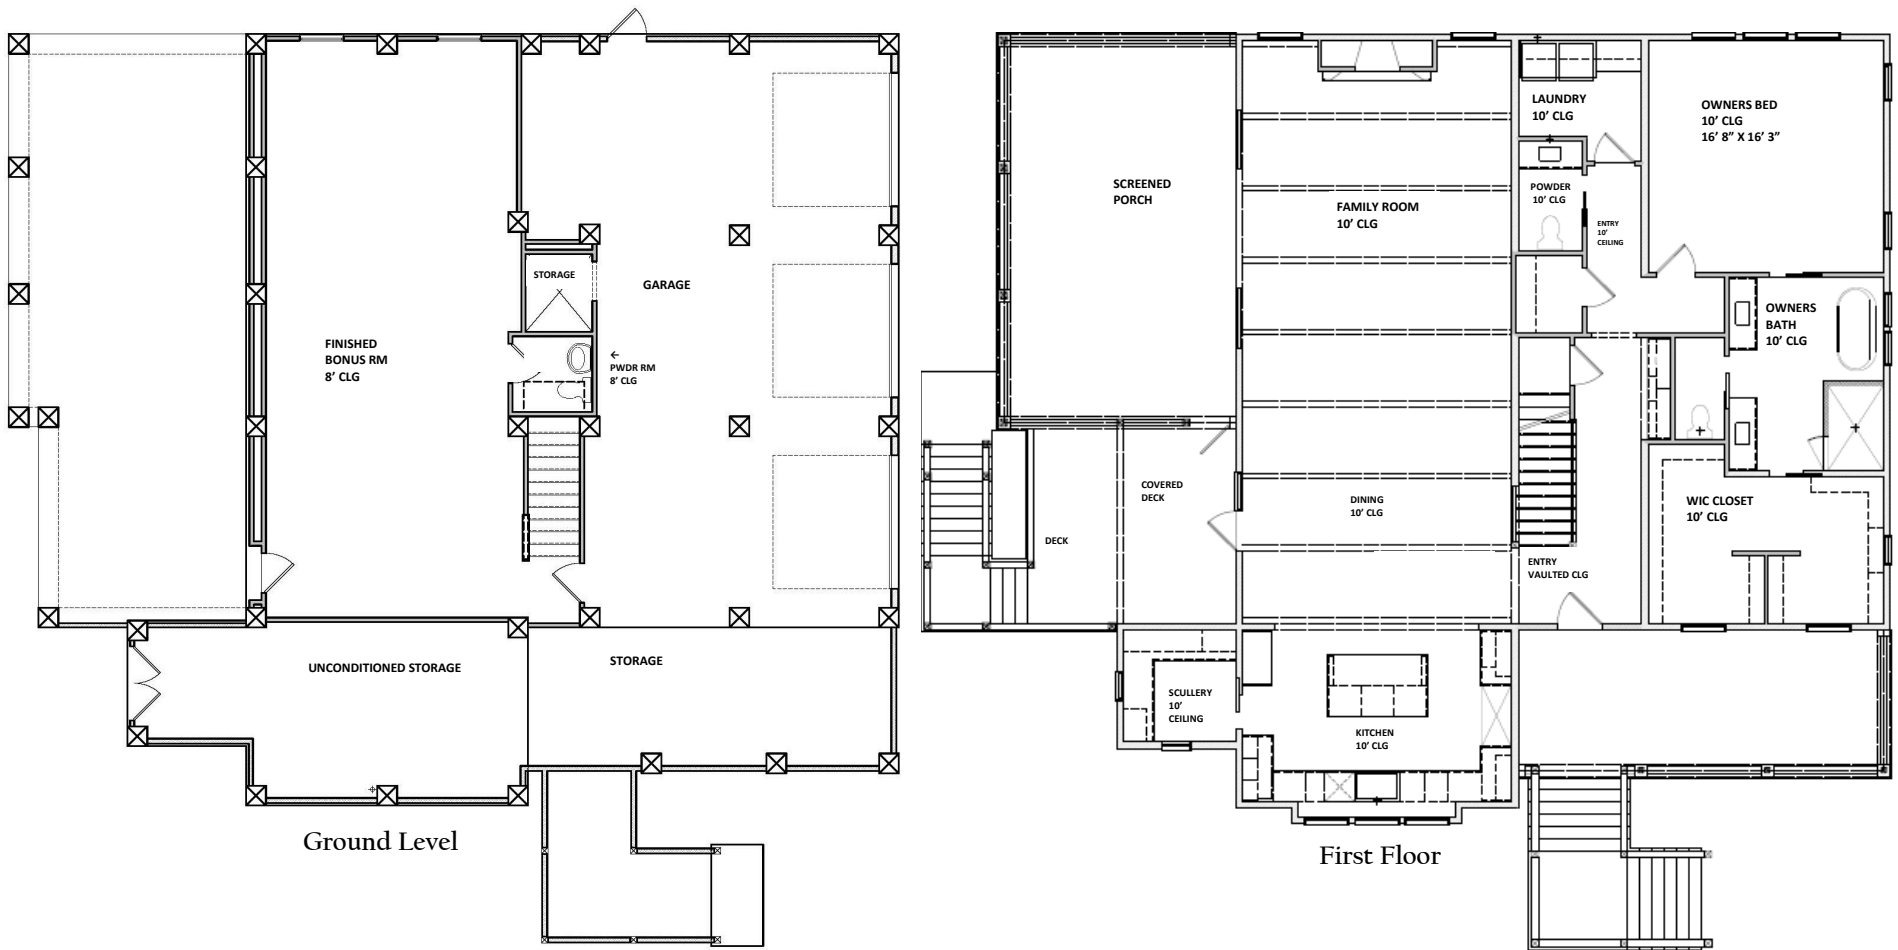 STORAGE
GARAGE
FINISHED
BONUS RM
8’ CLG
←
PWDR RM
8’ CLG
UNCONDITIONED STORAGE
STORAGE
Ground Level
LAUNDRY
10’ CLG
OWNERS BED
10’ CLG
16’ 8” X 16’ 3”
SCREENED
PORCH
FAMILY ROOM
10’ CLG
POWDER
10’ CLG
ENTRY
10’
CEILING
OWNERS
BATH
10’ CLG
COVERED
DECK
DINING
10’ CLG
WIC CLOSET
10’ CLG
DECK
ENTRY
VAULTED CLG
SCULLERY
10’
CEILING
KITCHEN
10’ CLG
First Floor